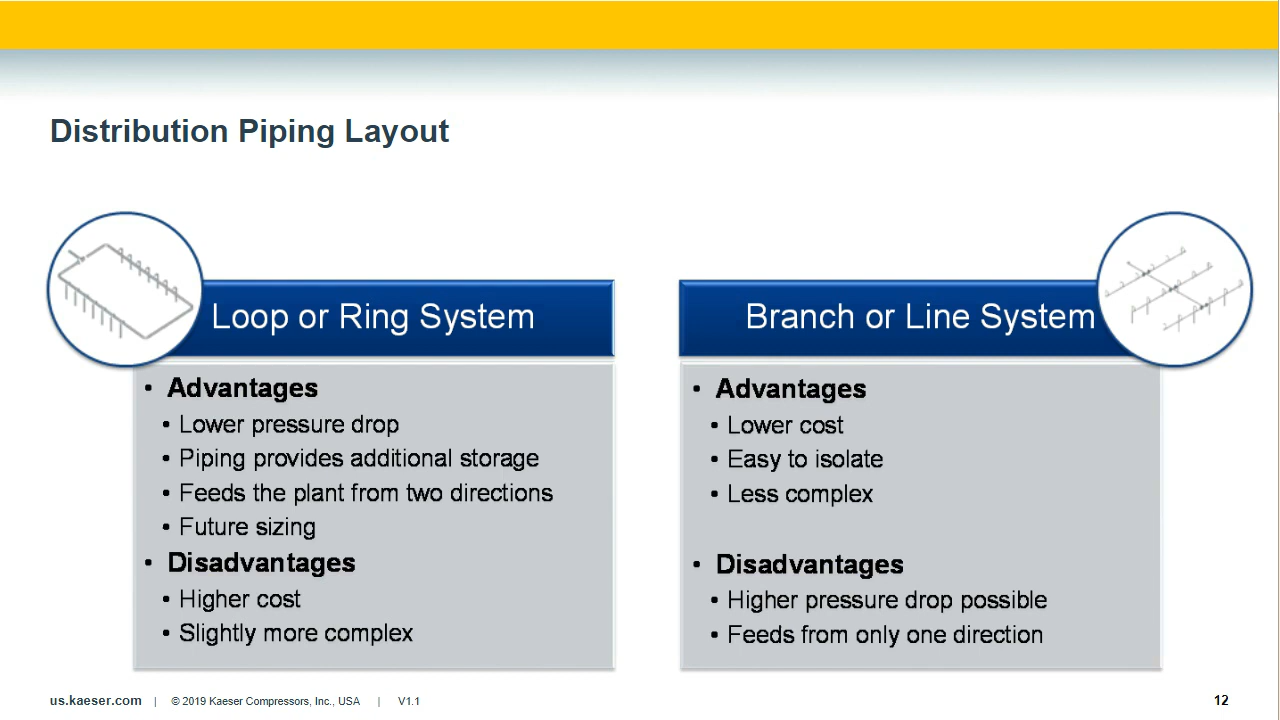 Distribution Piping Layout
Loop or Ring System
• Advantages
• Lower pressure drop
• Piping provides additional storage
• Feeds the plant from two directions
• Future sizing
• Disadvantages
• Higher cost
• Slightly more complex
Branch or Line System
• Advantages
• Lower cost
• Easy to isolate
• Less complex
• Disadvantages
• Higher pressure drop possible
• Feeds from only one direction
us.kaeser.com | © 2019 Kaeser Compressors, Inc., USA | V1.1
12